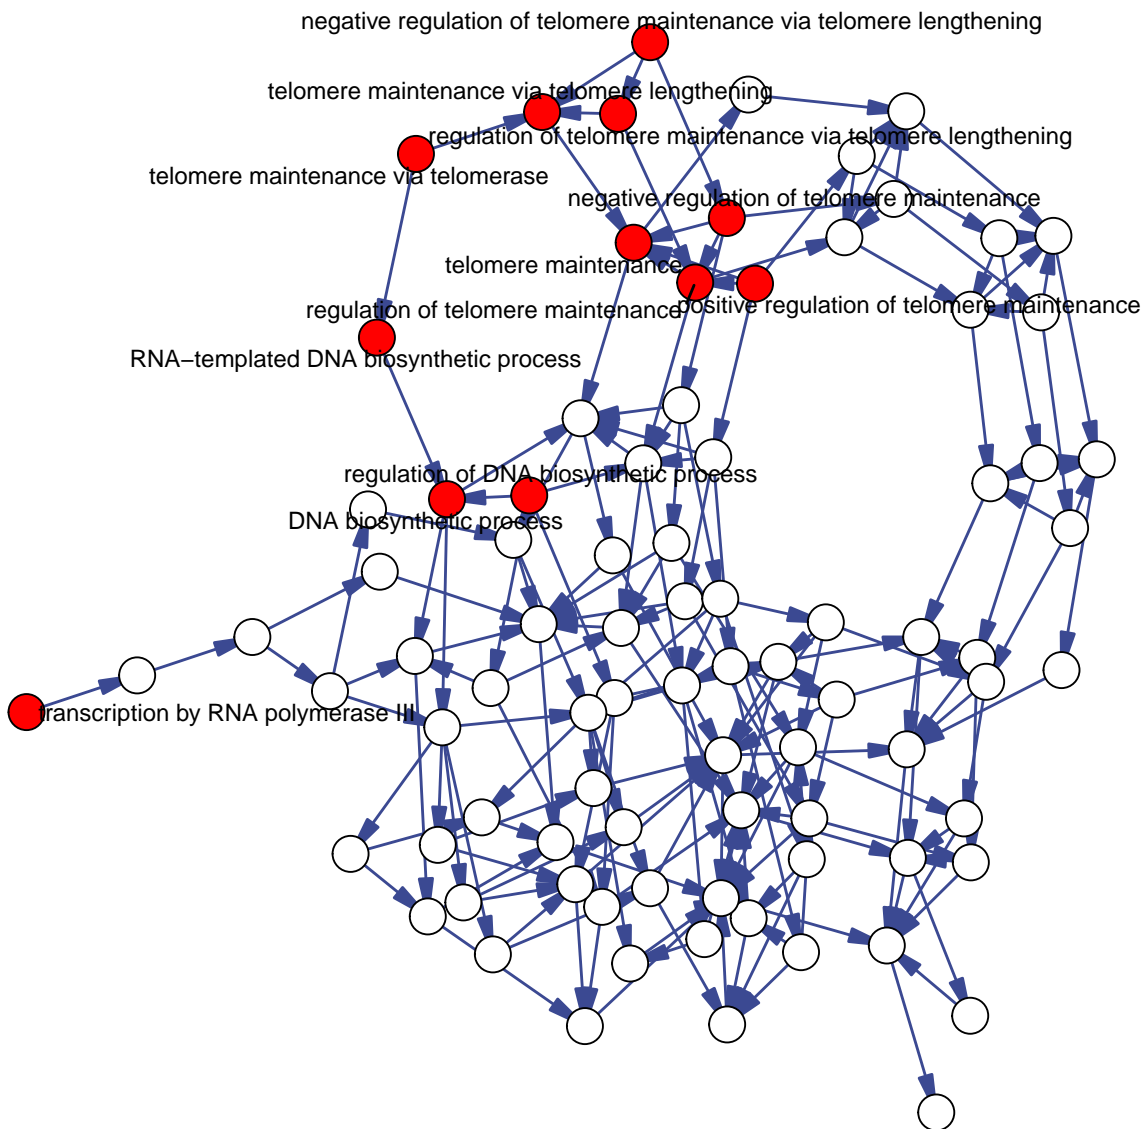 negative regulation of telomere maintenance via telomere lengthening
telomere maintenance via telomere lengthening
regulation of telomere maintenance via telomere lengthening
telomere maintenance via telomerase
negative regulation of telomere maintenance
telomere maintenance
regulation of telomere maintenance
positive regulation of telomere maintenance
RNA−templated DNA biosynthetic process
regulation of DNA biosynthetic process
DNA biosynthetic process
transcription by RNA polymerase III